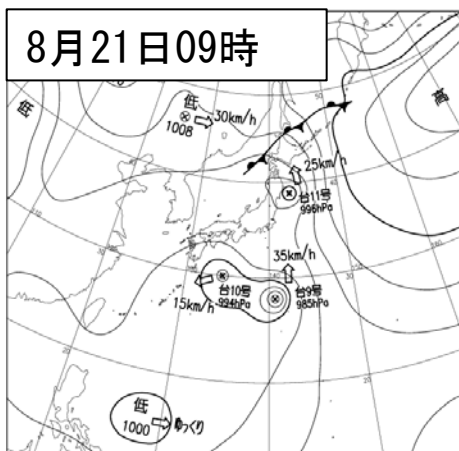 8月21日09時
低
低
1008
30km/h
高
25km/h
台11号
996hPa
35km/h
15km/h
台10号
994hPa
台9号
985hPa
低
1000
ゆっくり